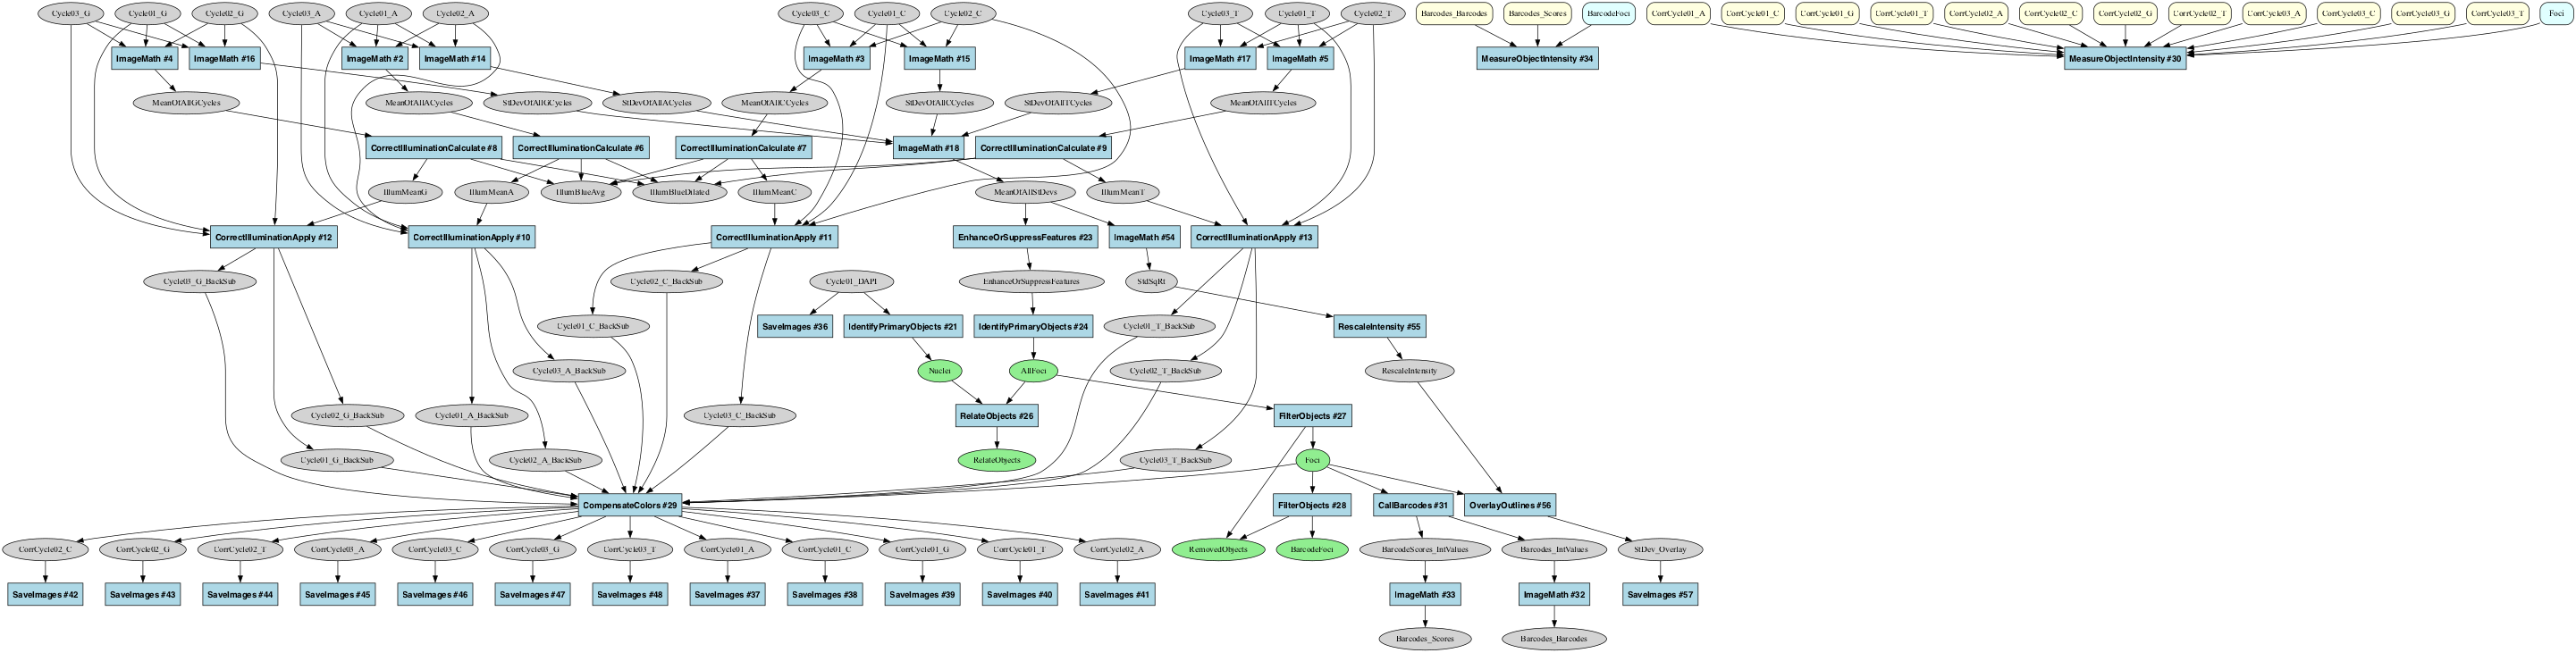 Cycle03_G Cycle01_G Cycle02_G Cycle03_A Cycle01_A Cycle02_A Cycle03_C Cycle01_C Cycle02_C Cycle03_T Cycle01_T Cycle02_T Barcodes_Barcodes Barcodes_Scores BarcodeFoci CorrCycle01_A CorrCycle01_C CorrCycle01_G CorrCycle01_T CorrCycle02_A CorrCycle02_C CorrCycle02_G CorrCycle02_T CorrCycle03_A CorrCycle03_C CorrCycle03_G CorrCycle03_T Foci
ImageMath #4 ImageMath #16 ImageMath #2 ImageMath #14 ImageMath #3 ImageMath #15 ImageMath #17 ImageMath #5 MeasureObjectIntensity #34 MeasureObjectIntensity #30
MeanOfAllGCycles MeanOfAllACycles StDevOfAllGCycles StDevOfAllACycles MeanOfAllCCycles StDevOfAllCCycles StDevOfAllTCycles MeanOfAllTCycles
CorrectIlluminationCalculate #8 CorrectIlluminationCalculate #6 CorrectIlluminationCalculate #7 ImageMath #18 CorrectIlluminationCalculate #9
IllumMeanG IllumMeanA IllumBlueAvg IllumBlueDilated IllumMeanC MeanOfAllStDevs IllumMeanT
CorrectIlluminationApply #12 CorrectIlluminationApply #10 CorrectIlluminationApply #11 EnhanceOrSuppressFeatures #23 ImageMath #54 CorrectIlluminationApply #13
Cycle03_G_BackSub Cycle02_C_BackSub Cycle01_DAPI EnhanceOrSuppressFeatures StdSqRt
Cycle01_C_BackSub SaveImages #36 IdentifyPrimaryObjects #21 IdentifyPrimaryObjects #24 Cycle01_T_BackSub RescaleIntensity #55
Cycle03_A_BackSub Nuclei AllFoci Cycle02_T_BackSub RescaleIntensity
Cycle02_G_BackSub Cycle01_A_BackSub Cycle03_C_BackSub RelateObjects #26 FilterObjects #27
Cycle01_G_BackSub Cycle02_A_BackSub RelateObjects Cycle03_T_BackSub Foci
CompensateColors #29 FilterObjects #28 CallBarcodes #31 OverlayOutlines #56
CorrCycle02_C CorrCycle02_G CorrCycle02_T CorrCycle03_A CorrCycle03_C CorrCycle03_G CorrCycle03_T CorrCycle01_A CorrCycle01_C CorrCycle01_G CorrCycle01_T CorrCycle02_A RemovedObjects BarcodeFoci BarcodeScores_IntValues Barcodes_IntValues StDev_Overlay
SaveImages #42 SaveImages #43 SaveImages #44 SaveImages #45 SaveImages #46 SaveImages #47 SaveImages #48 SaveImages #37 SaveImages #38 SaveImages #39 SaveImages #40 SaveImages #41 ImageMath #33 ImageMath #32 SaveImages #57
Barcodes_Scores Barcodes_Barcodes